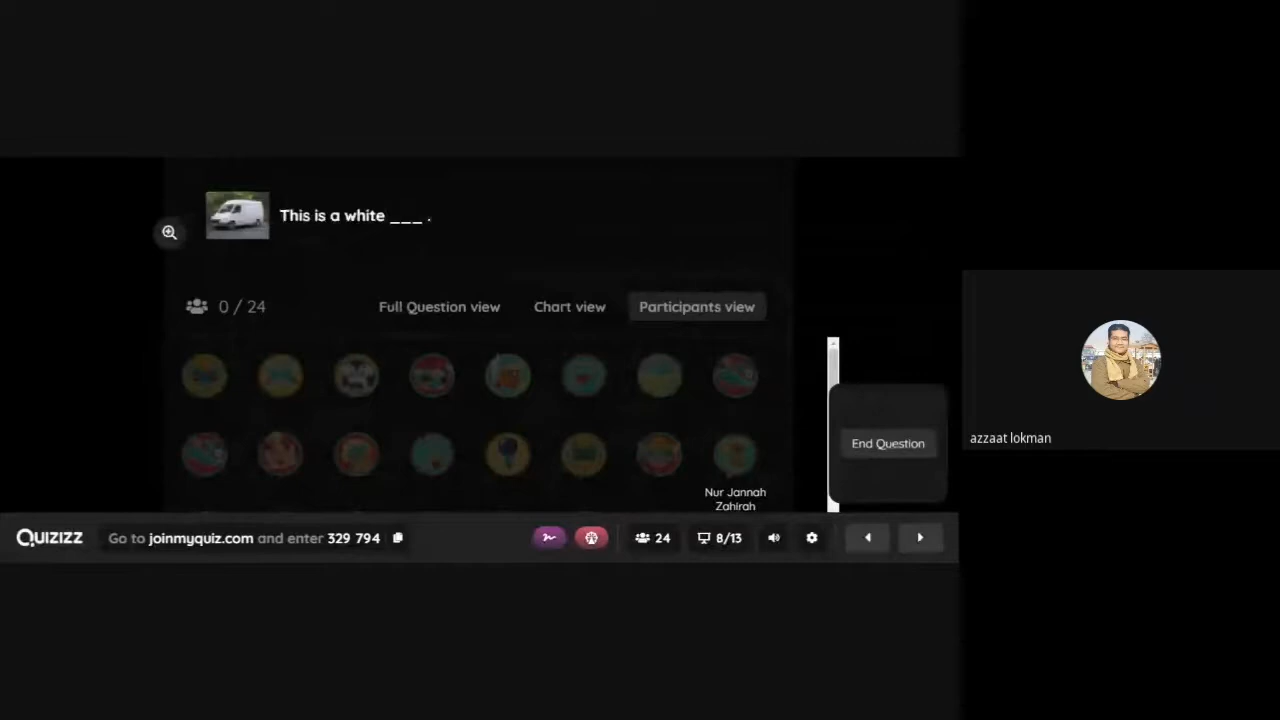 This is a white ___ .
0 / 24
Full Question view
Chart view
Participants view
End Question
azzaat lokman
Nur Jannah
Zahirah
QUIZIZZ
Go to joinmyquiz.com and enter 329 794
24
8/13